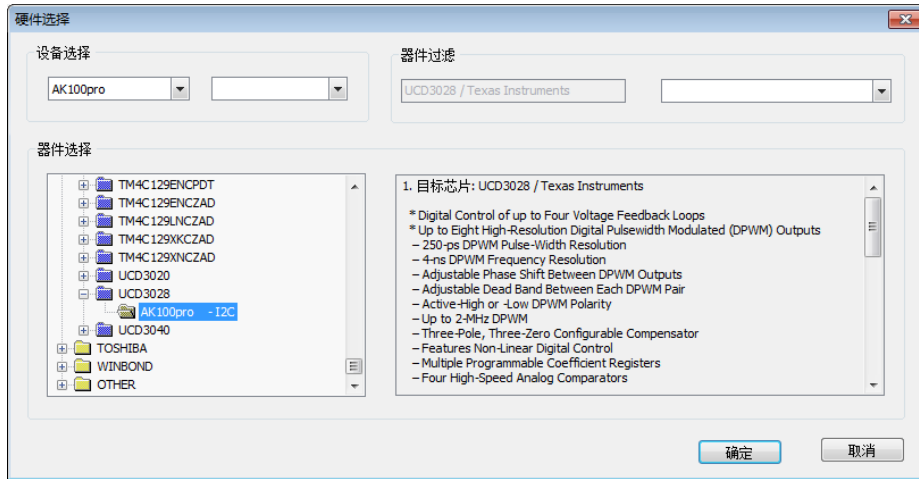 硬件选择
设备选择
AK100pro
器件过滤
UCD3028 / Texas Instruments
器件选择
TM4C129ENCPDT
TM4C129ENCZAD
TM4C129LNCZAD
TM4C129XKCZAD
TM4C129XNCZAD
UCD3020
UCD3028
AK100pro - I2C
UCD3040
TOSHIBA
WINBOND
OTHER
1. 目标芯片: UCD3028 / Texas Instruments
* Digital Control of up to Four Voltage Feedback Loops
* Up to Eight High-Resolution Digital Pulsewidth Modulated (DPWM) Outputs
– 250-ps DPWM Pulse-Width Resolution
– 4-ns DPWM Frequency Resolution
– Adjustable Phase Shift Between DPWM Outputs
– Adjustable Dead Band Between Each DPWM Pair
– Active-High or -Low DPWM Polarity
– Up to 2-MHz DPWM
– Three-Pole, Three-Zero Configurable Compensator
– Features Non-Linear Digital Control
– Multiple Programmable Coefficient Registers
– Four High-Speed Analog Comparators
确定
取消